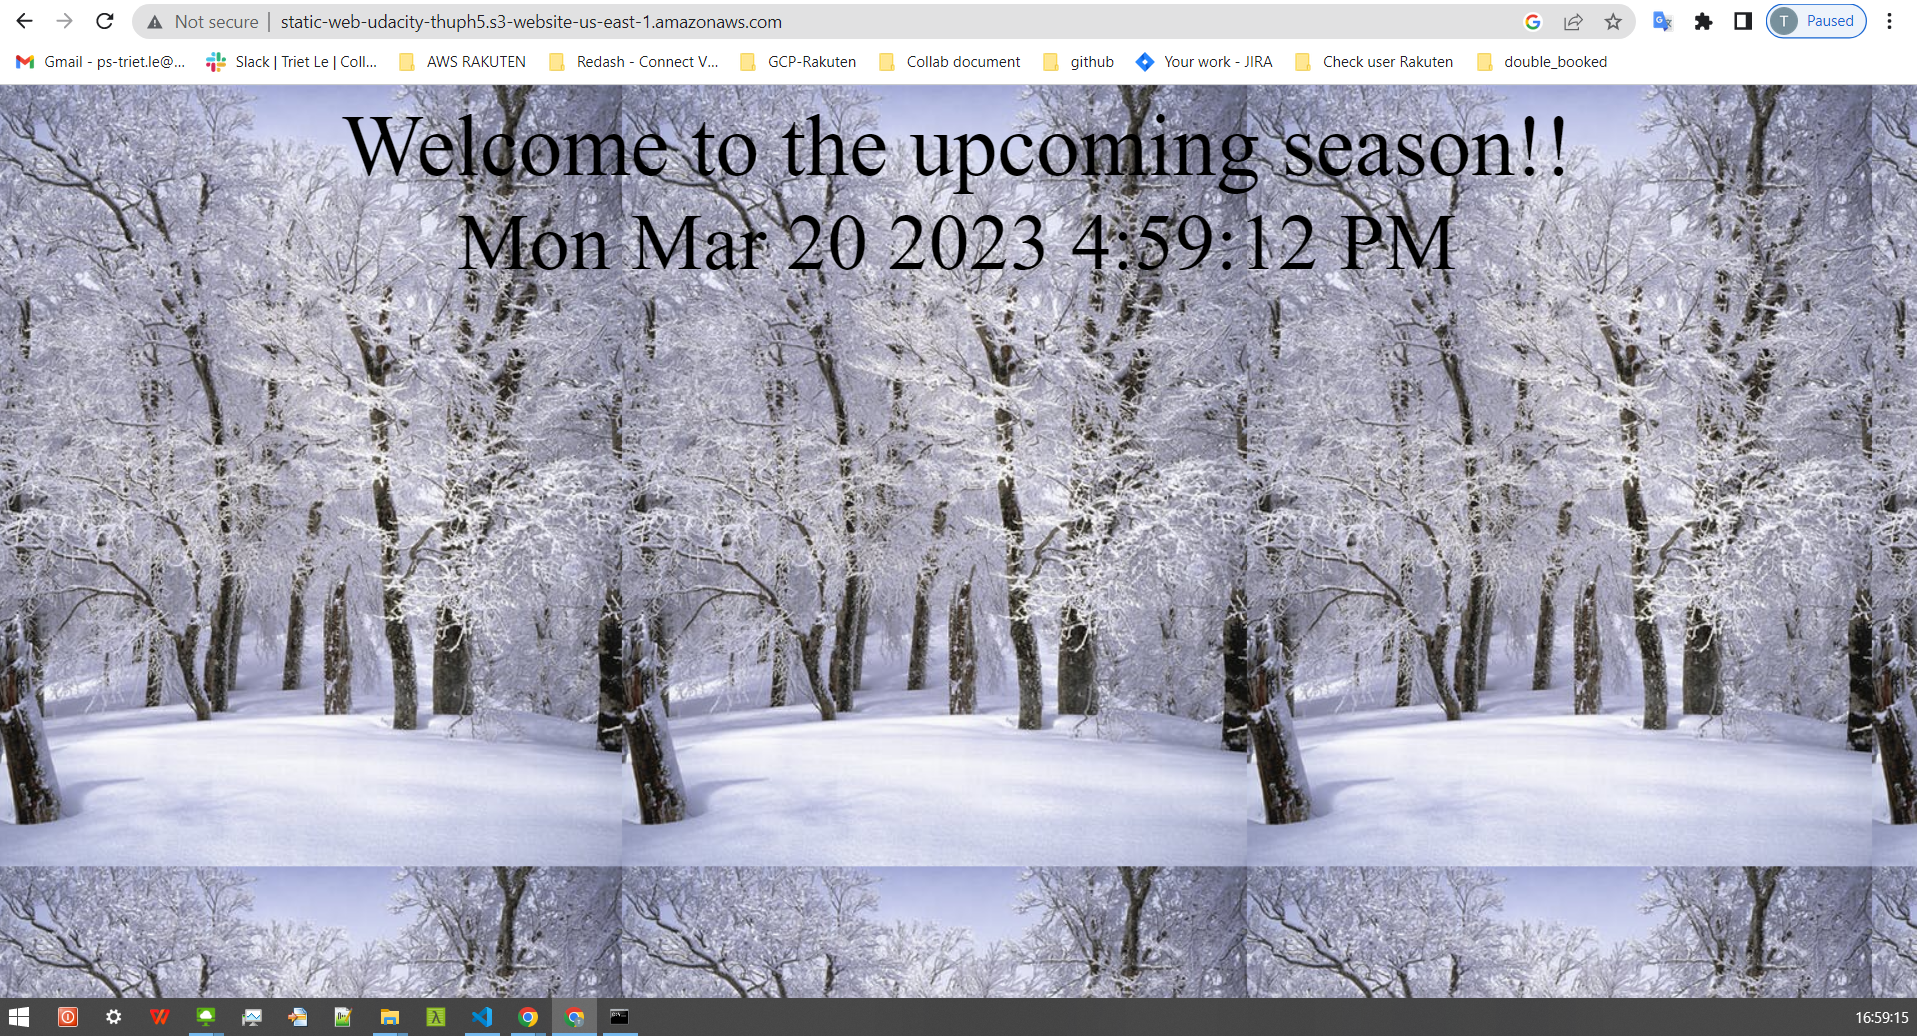 Not secure | static-web-udacity-thuph5.s3-website-us-east-1.amazonaws.com
T Paused
Gmail - ps-triet.le@... Slack | Triet Le | Coll... AWS RAKUTEN Redash - Connect V... GCP-Rakuten Collab document github Your work - JIRA Check user Rakuten double_booked
Welcome to the upcoming season!!
Mon Mar 20 2023 4:59:12 PM
16:59:15